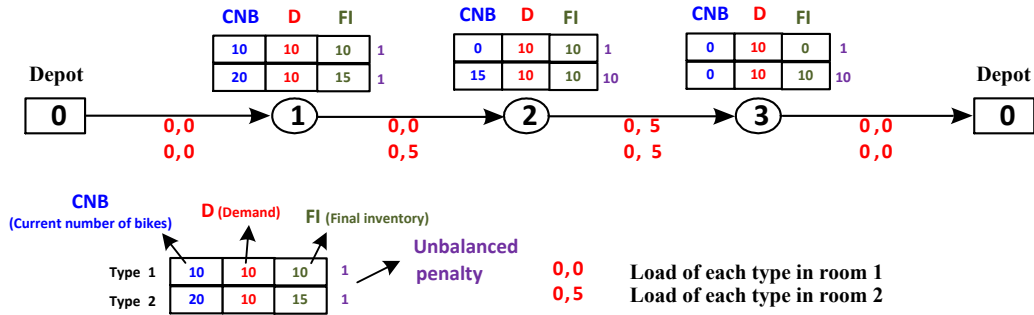 CNB D FI CNB D FI CNB D FI
10 10 10 1 0 10 10 1 0 10 0 1
20 10 15 1 15 10 10 10 0 10 10 10
Depot Depot
0 1 2 3 0
0,0 0,0 0, 5 0,0
0,0 0,5 0, 5 0,0
CNB
(Current number of bikes)
D (Demand)
FI (Final inventory)
Unbalanced
penalty
Type 1 10 10 10 1
Type 2 20 10 15 1
0,0 Load of each type in room 1
0,5 Load of each type in room 2